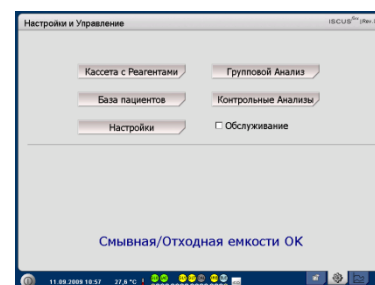 Настройки и Управление
ISCUS
Кассета с Реагентами
Групповой Анализ
База пациентов
Контрольные Анализы
Настройки
Обслуживание
Смывная/Отходная емкости OK
11.09.2009 10:57 27,6 °C